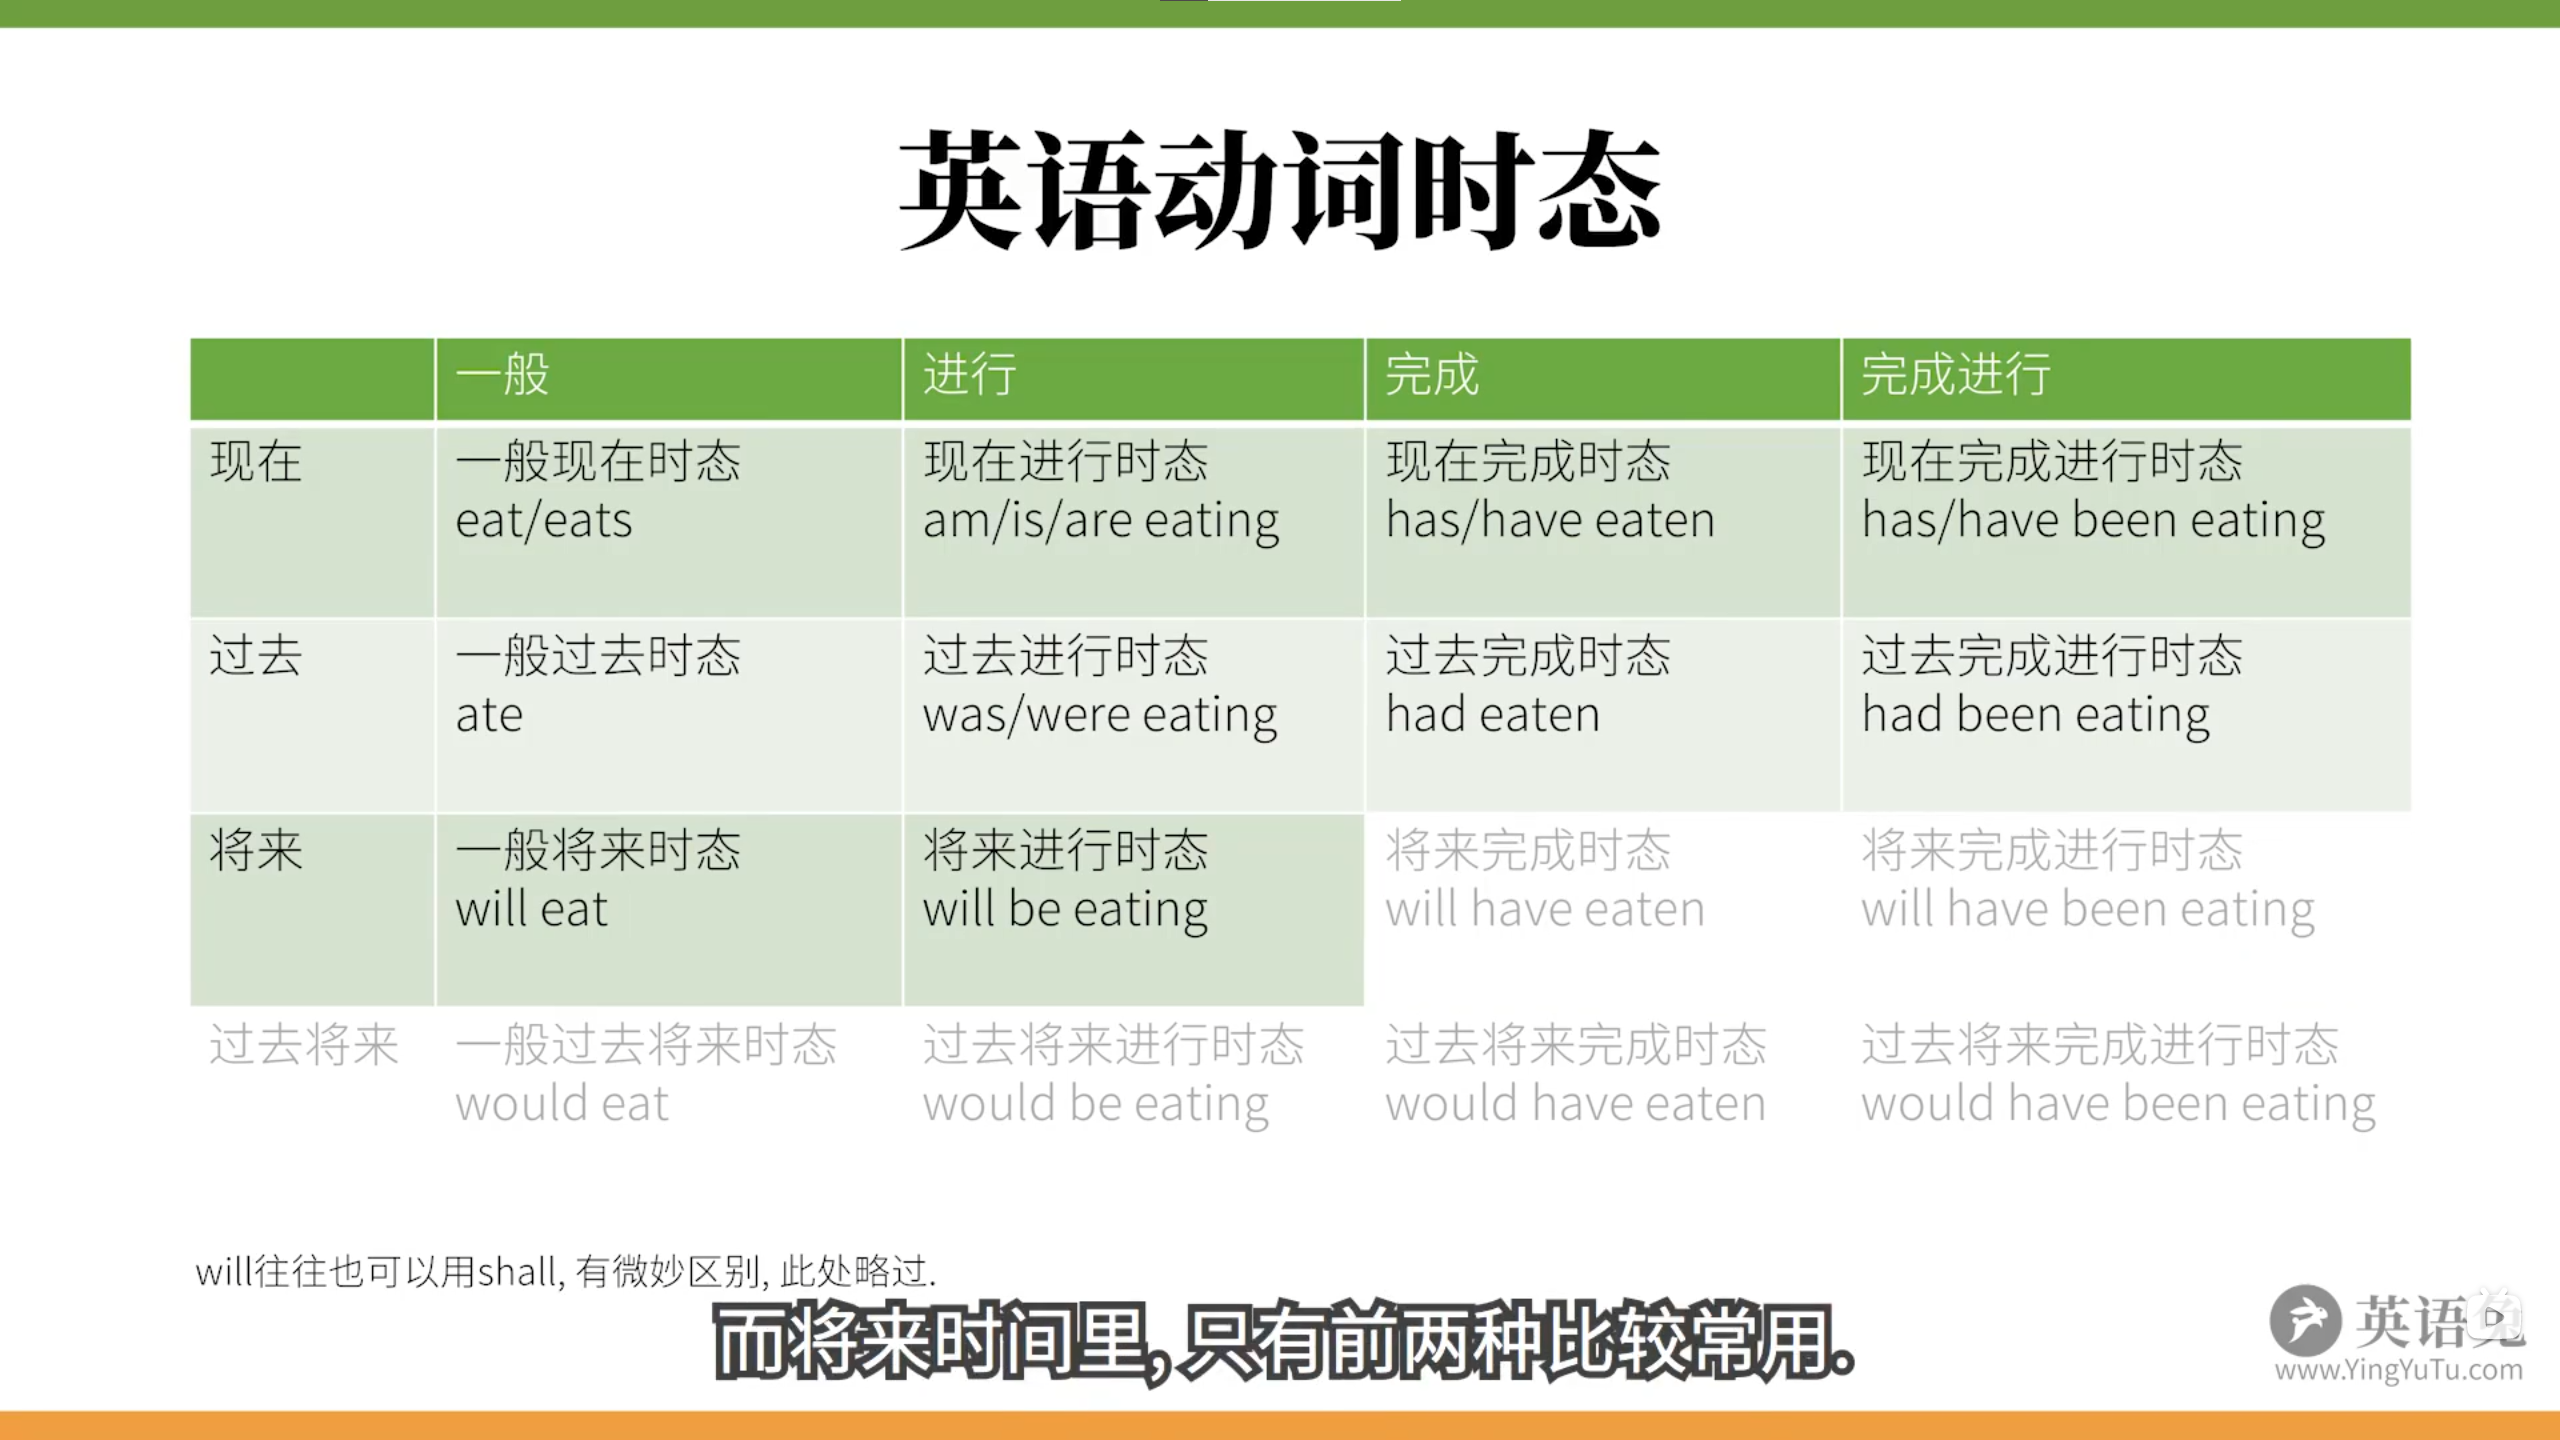 英语动词时态
一般 进行 完成 完成进行
现在 一般现在时态 现在进行时态 现在完成时态 现在完成进行时态
eat/eats am/is/are eating has/have eaten has/have been eating
过去 一般过去时态 过去进行时态 过去完成时态 过去完成进行时态
ate was/were eating had eaten had been eating
将来 一般将来时态 将来进行时态 将来完成时态 将来完成进行时态
will eat will be eating will have eaten will have been eating
过去将来 一般过去将来时态 过去将来进行时态 过去将来完成时态 过去将来完成进行时态
would eat would be eating would have eaten would have been eating
will往往也可以用shall, 有微妙区别, 此处略过.
而将来时间里, 只有前两种比较常用。
英语
www.YingYuTu.com